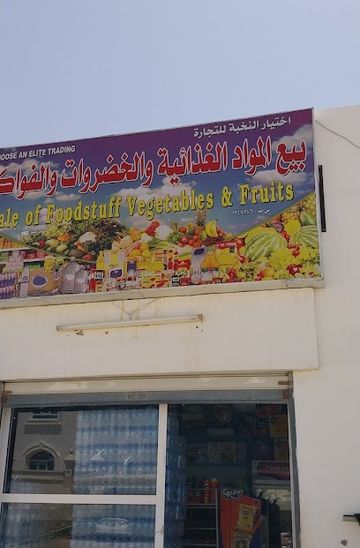 اختيار النخبة للتجارة
OOSE AN ELITE TRADING
بيع المواد الغذائية والخضروات والفواك
ale of Foodstuff Vegetables & Fruits